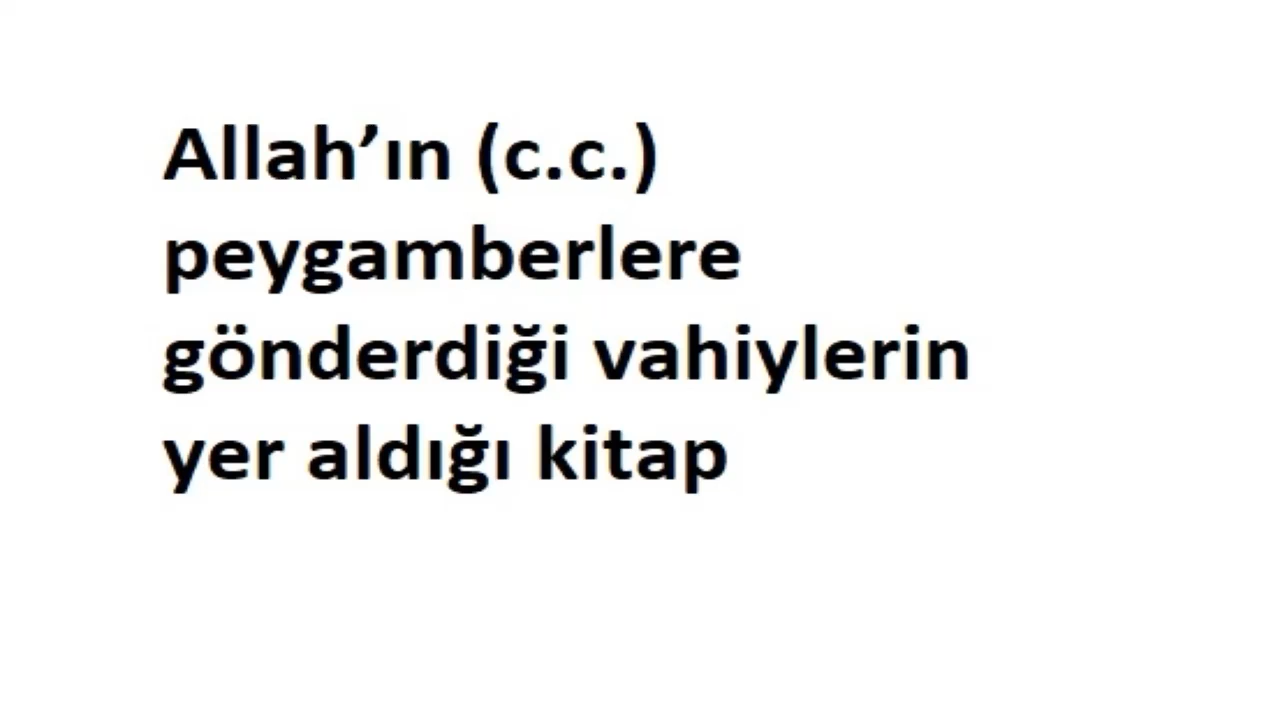 Allah’ın (c.c.)
peygamberlere
gönderdiği vahiylerin
yer aldığı kitap